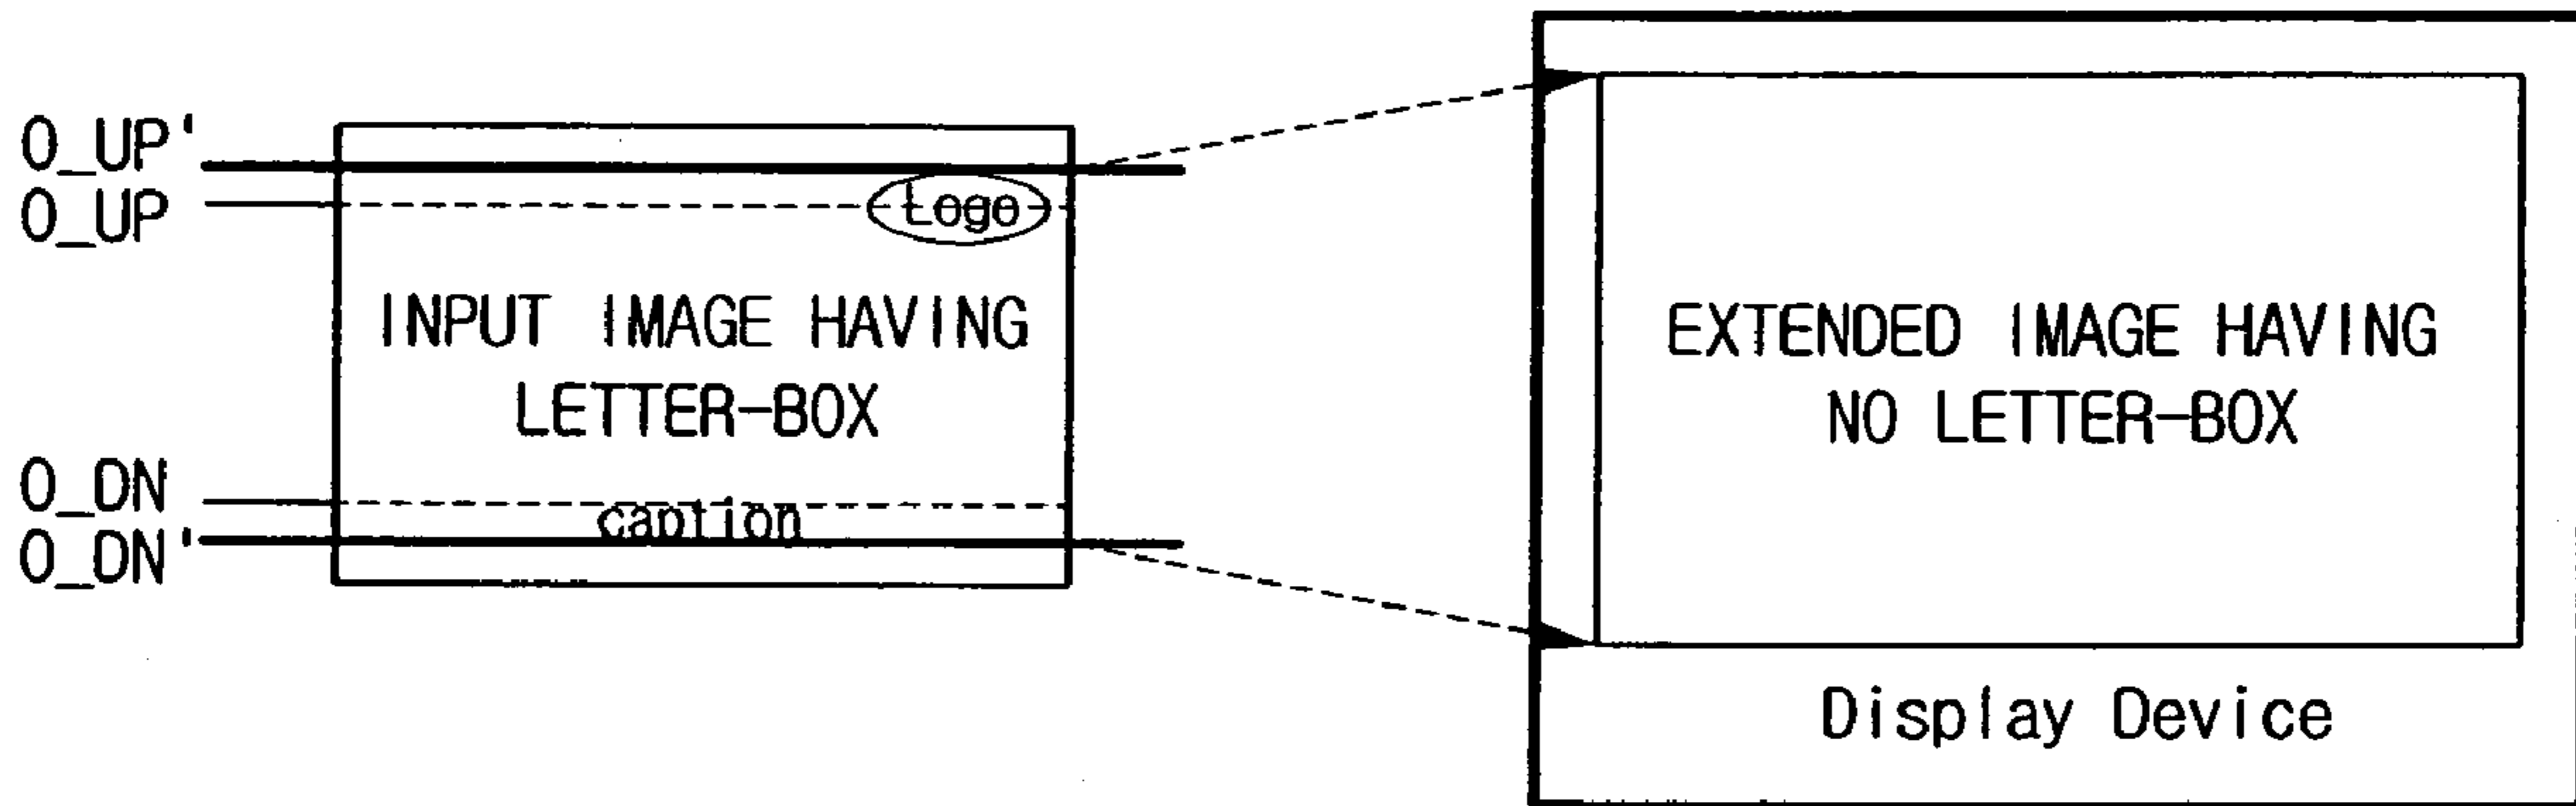 O_UP'
O_UP
Logo
INPUT IMAGE HAVING
LETTER-BOX
O_DN
caption
O_DN'
EXTENDED IMAGE HAVING
NO LETTER-BOX
Display Device